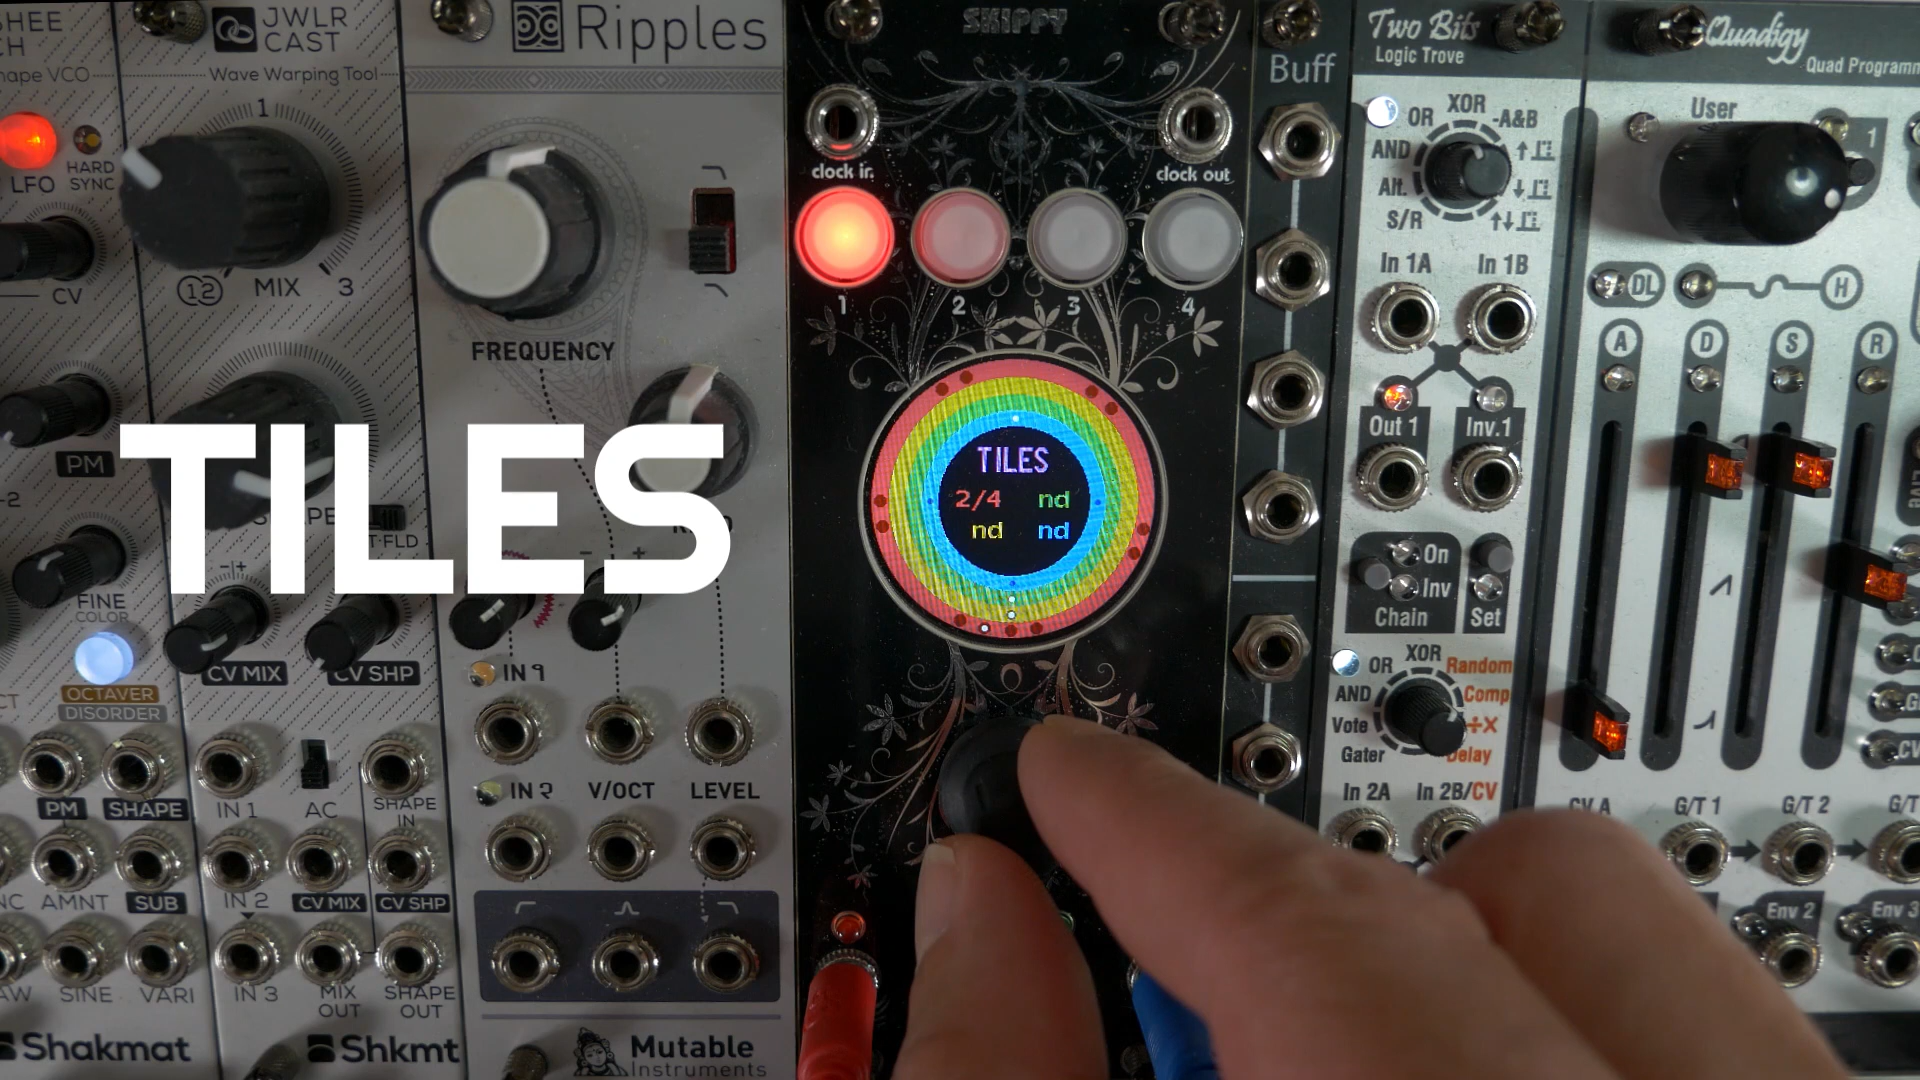 JWLR
CAST
Wave Warping Tool
1
12
MIX
3
LFO
HARD
SYNC
CV
PM
FINE
COLOR
OCTAVER
DISORDER
CV MIX
CV SHP
PM
SHAPE
IN 1
AC
SHAPE
IN
AMNT
SUB
IN 2
CV MIX
CV SHP
SINE
VARI
IN 3
MIX
OUT
SHAPE
OUT
Shakmat
Shkmt
TILES
Ripples
FREQUENCY
- +
IN 1
IN 2
V/OCT
LEVEL
Mutable
Instruments
SKIPPY
clock in
clock out
1
2
3
4
TILES
2/4 nd
nd nd
Buff
Two Bits
Logic Trove
OR
XOR
-A&B
AND
Alt.
S/R
In 1A
In 1B
Out 1
Inv.1
On
Inv
Chain
Set
OR
XOR
Random
AND
Comp
Vote
÷X
Gater
Delay
In 2A
In 2B/CV
Quadigy
User
1
DL
H
A
D
S
R
CV A
G/T 1
G/T 2
Env 2
Env 3